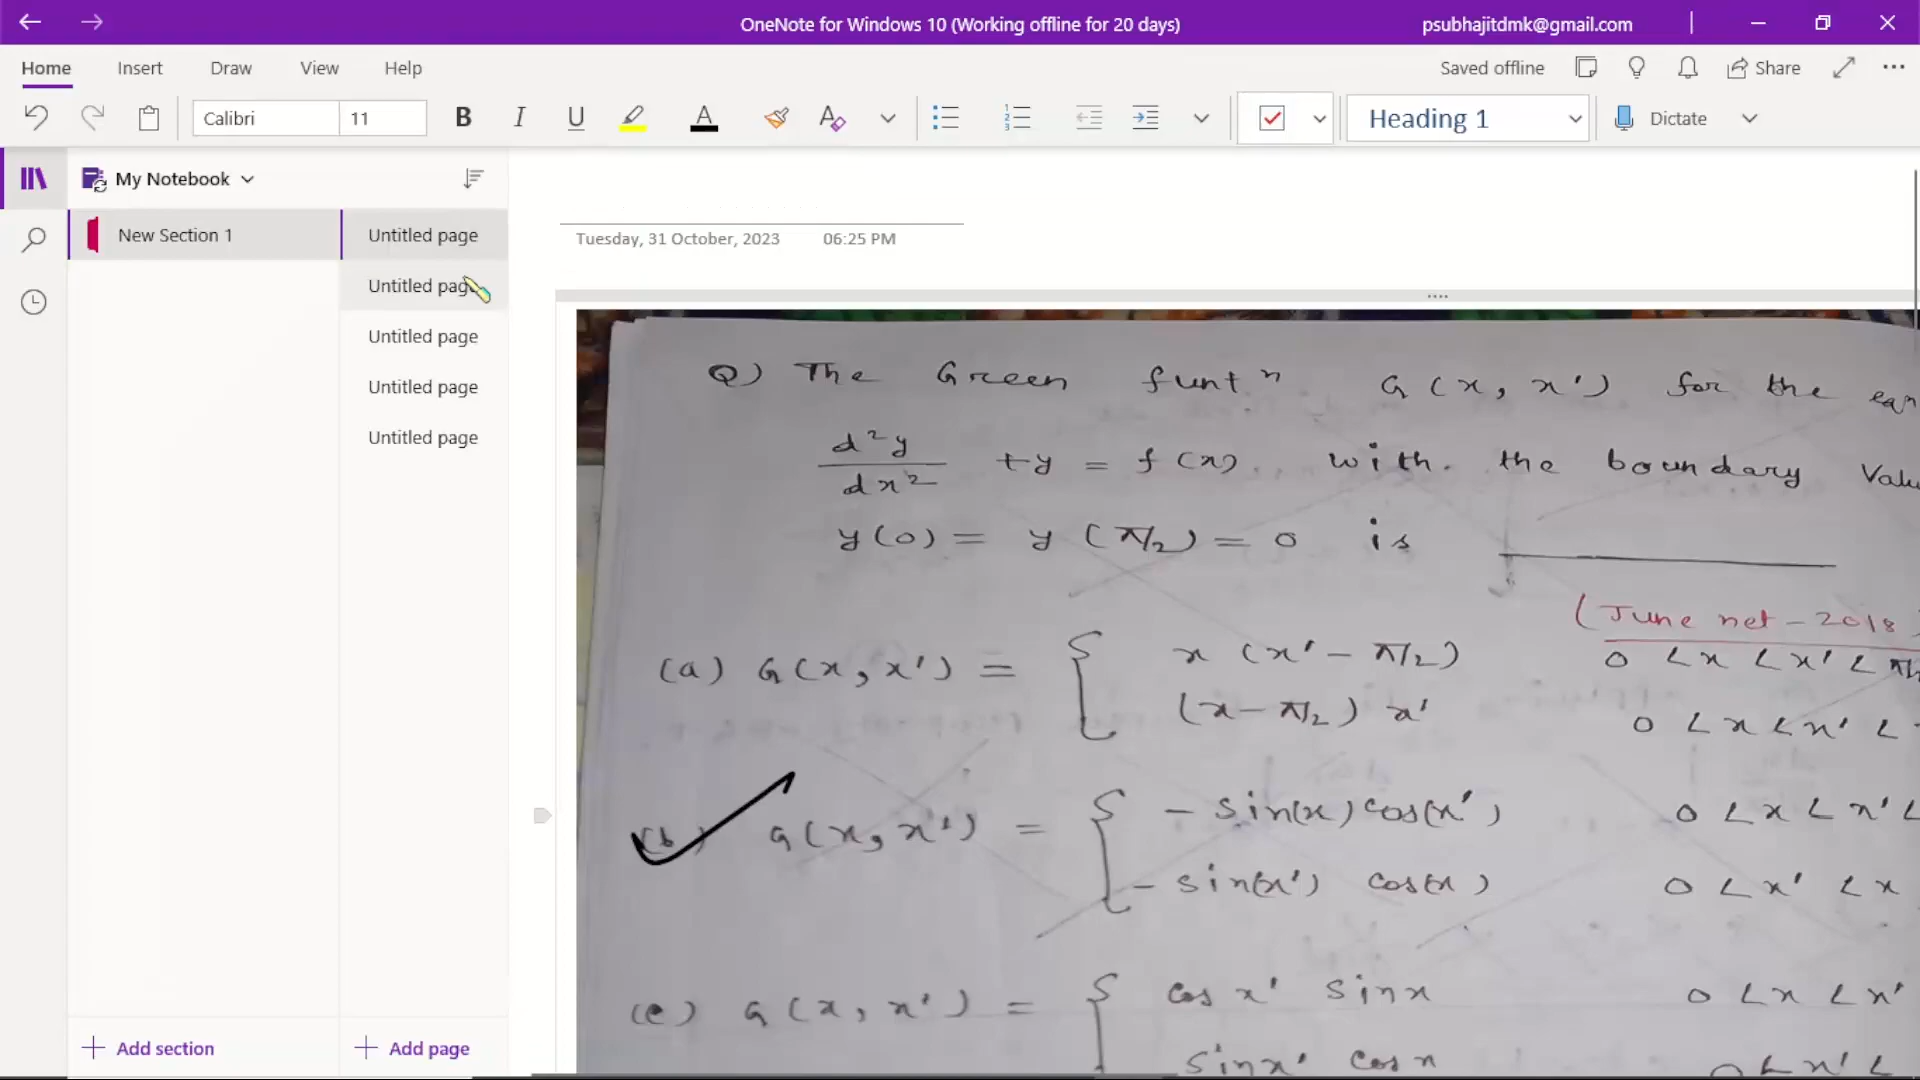 OneNote for Windows 10 (Working offline for 20 days)
psubhajitdmk@gmail.com
Home Insert Draw View Help
Saved offline
Share
Calibri 11 B I U A
Heading 1
Dictate
My Notebook
New Section 1
Untitled page
Untitled page
Untitled page
Untitled page
Untitled page
Add section
Add page
Tuesday, 31 October, 2023 06:25 PM
Q) The Green funtⁿ G(x, x') for the eqn
d²y/dx² + y = f(x), with the boundary Valu
y(0) = y(π/2) = 0 is
(June net - 2018)
(a) G(x, x') = { x (x' - π/2) 0 < x < x' < π/2
(x - π/2) x' 0 < x < x' <
(b) G(x, x') = { - sin(x) cos(x') 0 < x < x' <
- sin(x') cos(x) 0 < x' < x
(c) G(x, x') = { cos x' sin x 0 < x < x'
sin x' cos x 0 < x' <